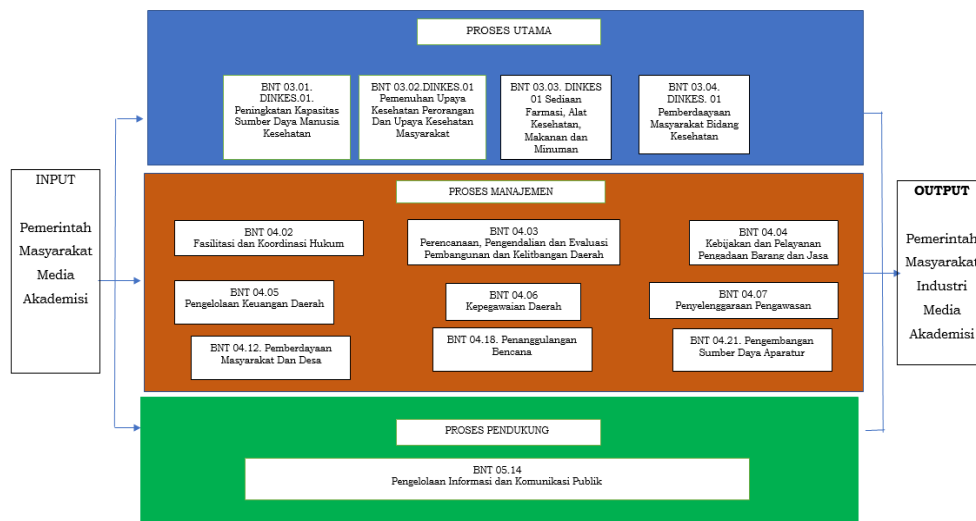 PROSES UTAMA
BNT 03.01.
DINKES.01.
Peningkatan Kapasitas
Sumber Daya Manusia
Kesehatan
BNT 03.02.DINKES.01
Pemenuhan Upaya
Kesehatan Perorangan
Dan Upaya Kesehatan
Masyarakat
BNT 03.03. DINKES
01 Sediaan
Farmasi, Alat
Kesehatan,
Makanan dan
Minuman
BNT 03.04.
DINKES. 01
Pemberdaayaan
Masyarakat Bidang
Kesehatan
INPUT
Pemerintah
Masyarakat
Media
Akademisi
PROSES MANAJEMEN
BNT 04.02
Fasilitasi dan Koordinasi Hukum
BNT 04.03
Perencanaan, Pengendalian dan Evaluasi
Pembangunan dan Kelitbangan Daerah
BNT 04.04
Kebijakan dan Pelayanan
Pengadaan Barang dan Jasa
BNT 04.05
Pengelolaan Keuangan Daerah
BNT 04.06
Kepegawaian Daerah
BNT 04.07
Penyelenggaraan Pengawasan
BNT 04.12. Pemberdayaan
Masyarakat Dan Desa
BNT 04.18. Penanggulangan
Bencana
BNT 04.21. Pengembangan
Sumber Daya Aparatur
OUTPUT
Pemerintah
Masyarakat
Industri
Media
Akademisi
PROSES PENDUKUNG
BNT 05.14
Pengelolaan Informasi dan Komunikasi Publik